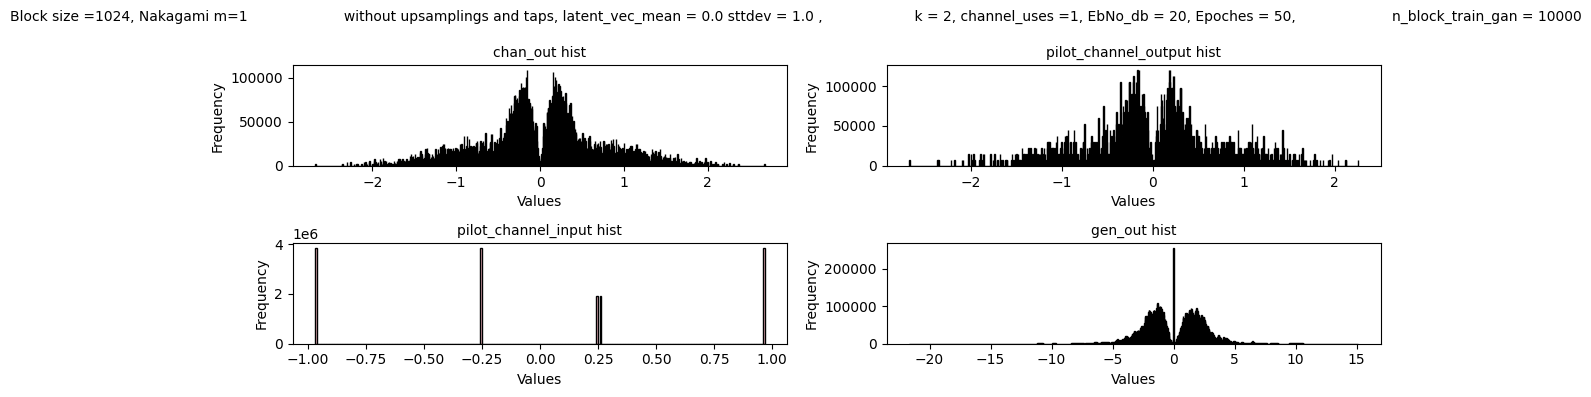 Block size =1024, Nakagami m=1 without upsamplings and taps, latent_vec_mean = 0.0 sttdev = 1.0 , k = 2, channel_uses =1, EbNo_db = 20, Epoches = 50, n_block_train_gan = 10000
chan_out hist
Frequency
100000
50000
0
−2 −1 0 1 2
Values
pilot_channel_output hist
Frequency
100000
50000
0
−2 −1 0 1 2
Values
pilot_channel_input hist
1e6
Frequency
4
2
0
−1.00 −0.75 −0.50 −0.25 0.00 0.25 0.50 0.75 1.00
Values
gen_out hist
Frequency
200000
100000
0
−20 −15 −10 −5 0 5 10 15
Values